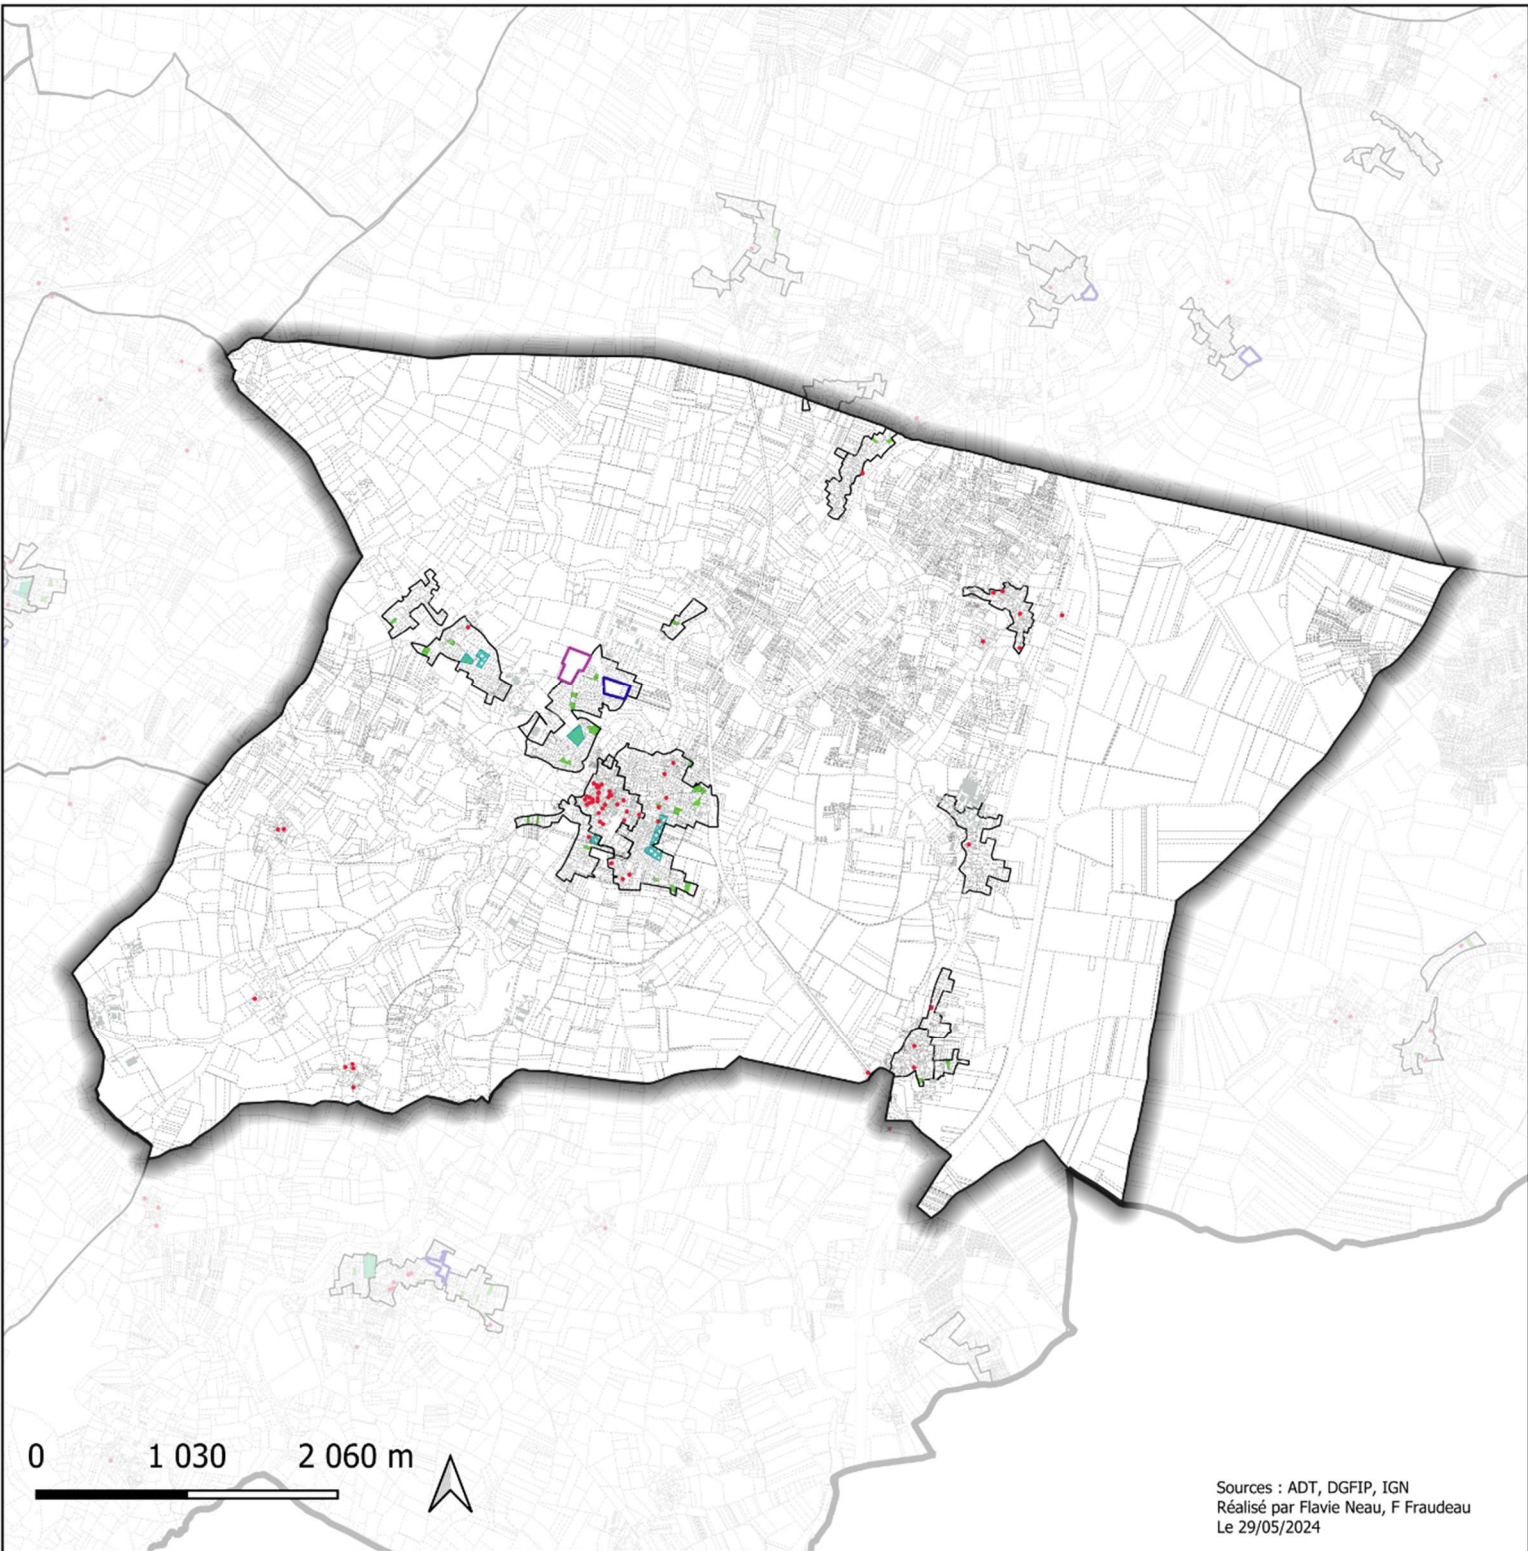 0 1 030 2 060 m
Sources : ADT, DGFIP, IGN
Réalisé par Flavie Neau, F Fraudeau
Le 29/05/2024